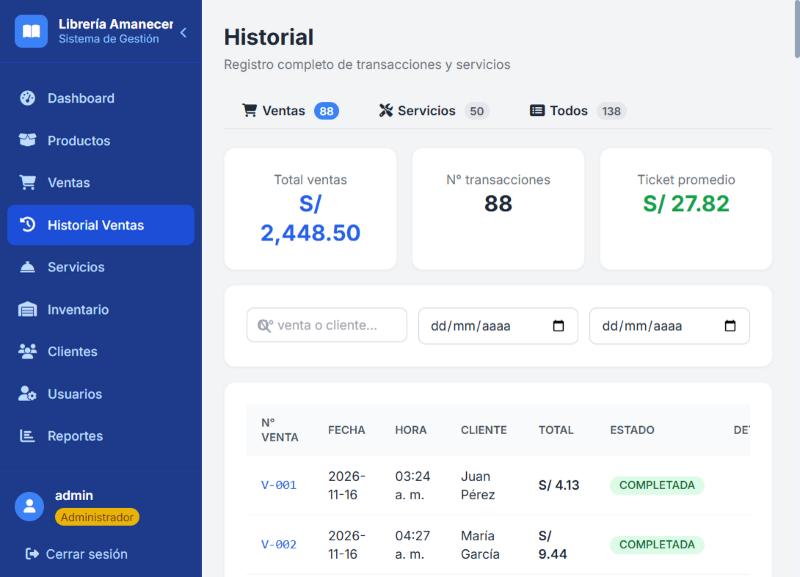 Librería Amanecer
Sistema de Gestión
Dashboard
Productos
Ventas
Historial Ventas
Servicios
Inventario
Clientes
Usuarios
Reportes
admin
Administrador
Cerrar sesión
Historial
Registro completo de transacciones y servicios
Ventas 88
Servicios 50
Todos 138
Total ventas
S/
2,448.50
N° transacciones
88
Ticket promedio
S/ 27.82
venta o cliente...
dd/mm/aaaa
dd/mm/aaaa
N°
VENTA
FECHA
HORA
CLIENTE
TOTAL
ESTADO
V-001
2026-
11-16
03:24
a. m.
Juan
Pérez
S/ 4.13
COMPLETADA
V-002
2026-
11-16
04:27
a. m.
María
García
S/
9.44
COMPLETADA